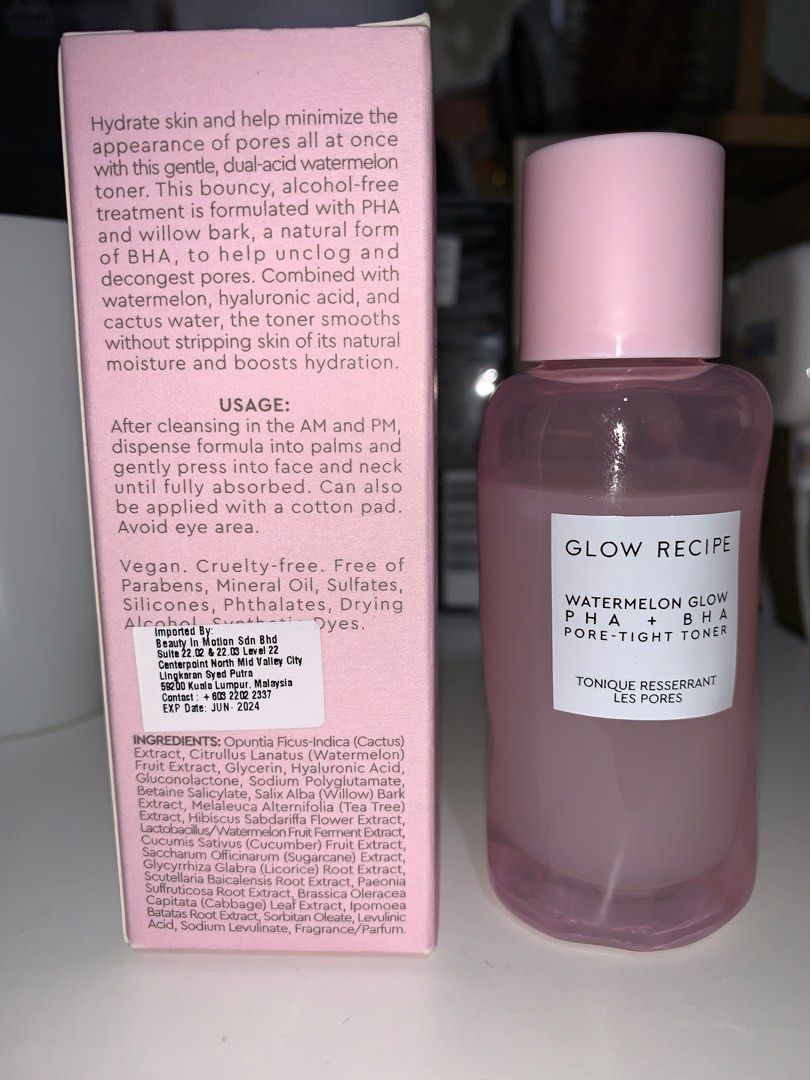 Hydrate skin and help minimize the
appearance of pores all at once
with this gentle, dual-acid watermelon
toner. This bouncy, alcohol-free
treatment is formulated with PHA
and willow bark, a natural form
of BHA, to help unclog and
decongest pores. Combined with
watermelon, hyaluronic acid, and
cactus water, the toner smooths
without stripping skin of its natural
moisture and boosts hydration.
USAGE:
After cleansing in the AM and PM,
dispense formula into palms and
gently press into face and neck
until fully absorbed. Can also
be applied with a cotton pad.
Avoid eye area.
Vegan. Cruelty-free. Free of
Parabens, Mineral Oil, Sulfates,
Silicones, Phthalates, Drying
Alcohol, Synthetic Dyes.
Imported By:
Beauty In Motion Sdn Bhd
Suite 22.02 & 22.03 Level 22
Centerpoint North Mid Valley City
Lingkaran Syed Putra
59200 Kuala Lumpur, Malaysia
Contact : + 603 2202 2337
EXP Date: JUN- 2024
INGREDIENTS: Opuntia Ficus-Indica (Cactus)
Extract, Citrullus Lanatus (Watermelon)
Fruit Extract, Glycerin, Hyaluronic Acid,
Gluconolactone, Sodium Polyglutamate,
Betaine Salicylate, Salix Alba (Willow) Bark
Extract, Melaleuca Alternifolia (Tea Tree)
Extract, Hibiscus Sabdariffa Flower Extract,
Lactobacillus/Watermelon Fruit Ferment Extract,
Cucumis Sativus (Cucumber) Fruit Extract,
Saccharum Officinarum (Sugarcane) Extract,
Glycyrrhiza Glabra (Licorice) Root Extract,
Scutellaria Baicalensis Root Extract, Paeonia
Suffruticosa Root Extract, Brassica Oleracea
Capitata (Cabbage) Leaf Extract, Ipomoea
Batatas Root Extract, Sorbitan Oleate, Levulinic
Acid, Sodium Levulinate, Fragrance/Parfum.
GLOW RECIPE
WATERMELON GLOW
PHA + BHA
PORE-TIGHT TONER
TONIQUE RESSERRANT
LES PORES